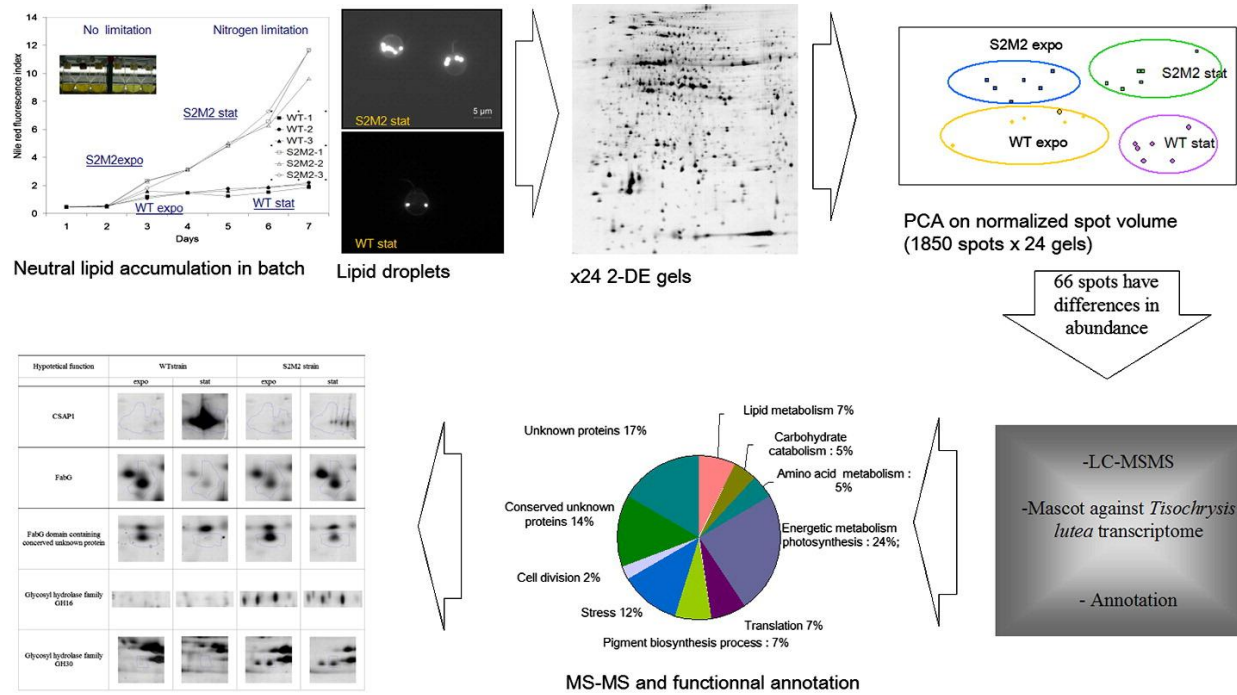 No limitation
Nitrogen limitation
Nile red fluorescence index
14
12
10
8
6
4
2
0
S2M2 stat
S2M2expo
WT expo
WT stat
WT-1
WT-2
WT-3
S2M2-1
S2M2-2
S2M2-3
1 2 3 4 5 6 7
Days
Neutral lipid accumulation in batch
5 µm
S2M2 stat
WT stat
Lipid droplets
x24 2-DE gels
S2M2 expo
S2M2 stat
WT expo
WT stat
PCA on normalized spot volume
(1850 spots x 24 gels)
66 spots have
differences in
abundance
-LC-MSMS
-Mascot against Tisochrysis
lutea transcriptome
- Annotation
Lipid metabolism 7%
Carbohydrate
catabolism : 5%
Amino acid metabolism :
5%
Energetic metabolism
photosynthesis : 24%;
Translation 7%
Pigment biosynthesis process : 7%
Stress 12%
Cell division 2%
Conserved unknown
proteins 14%
Unknown proteins 17%
MS-MS and functionnal annotation
Hypotetical function
WTstrain
S2M2 strain
expo
stat
expo
stat
CSAP1
FabG
FabG domain containing
concerved unknown protein
Glycosyl hydrolase family
GH16
Glycosyl hydrolase family
GH30